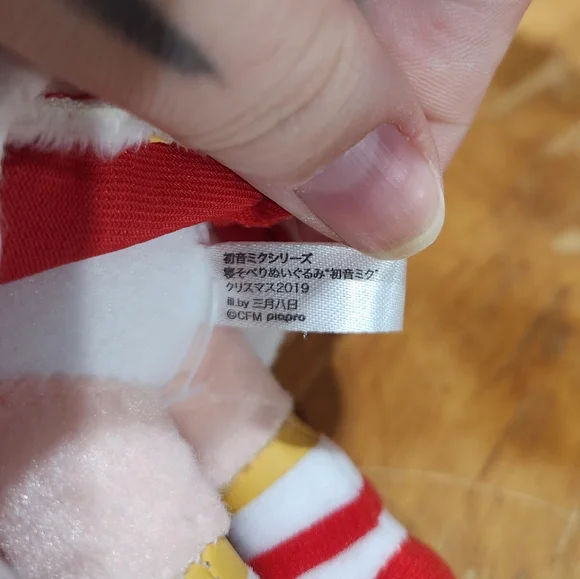 初音ミクシリーズ
寝そべりぬいぐるみ"初音ミク"
クリスマス2019
ill.by 三月八日
©CFM piapro